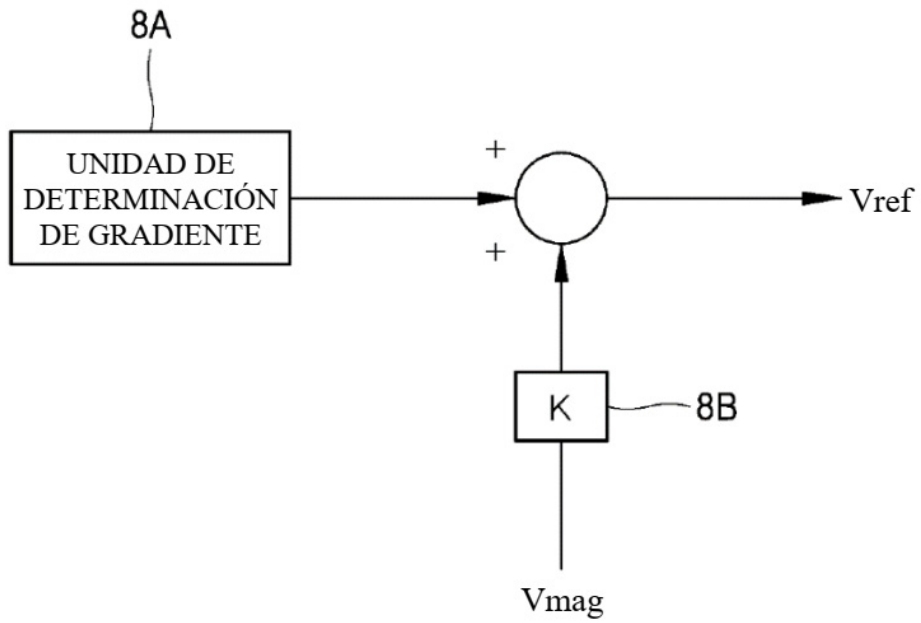 8A
UNIDAD DE
DETERMINACIÓN
DE GRADIENTE
+
+
Vref
K
8B
Vmag